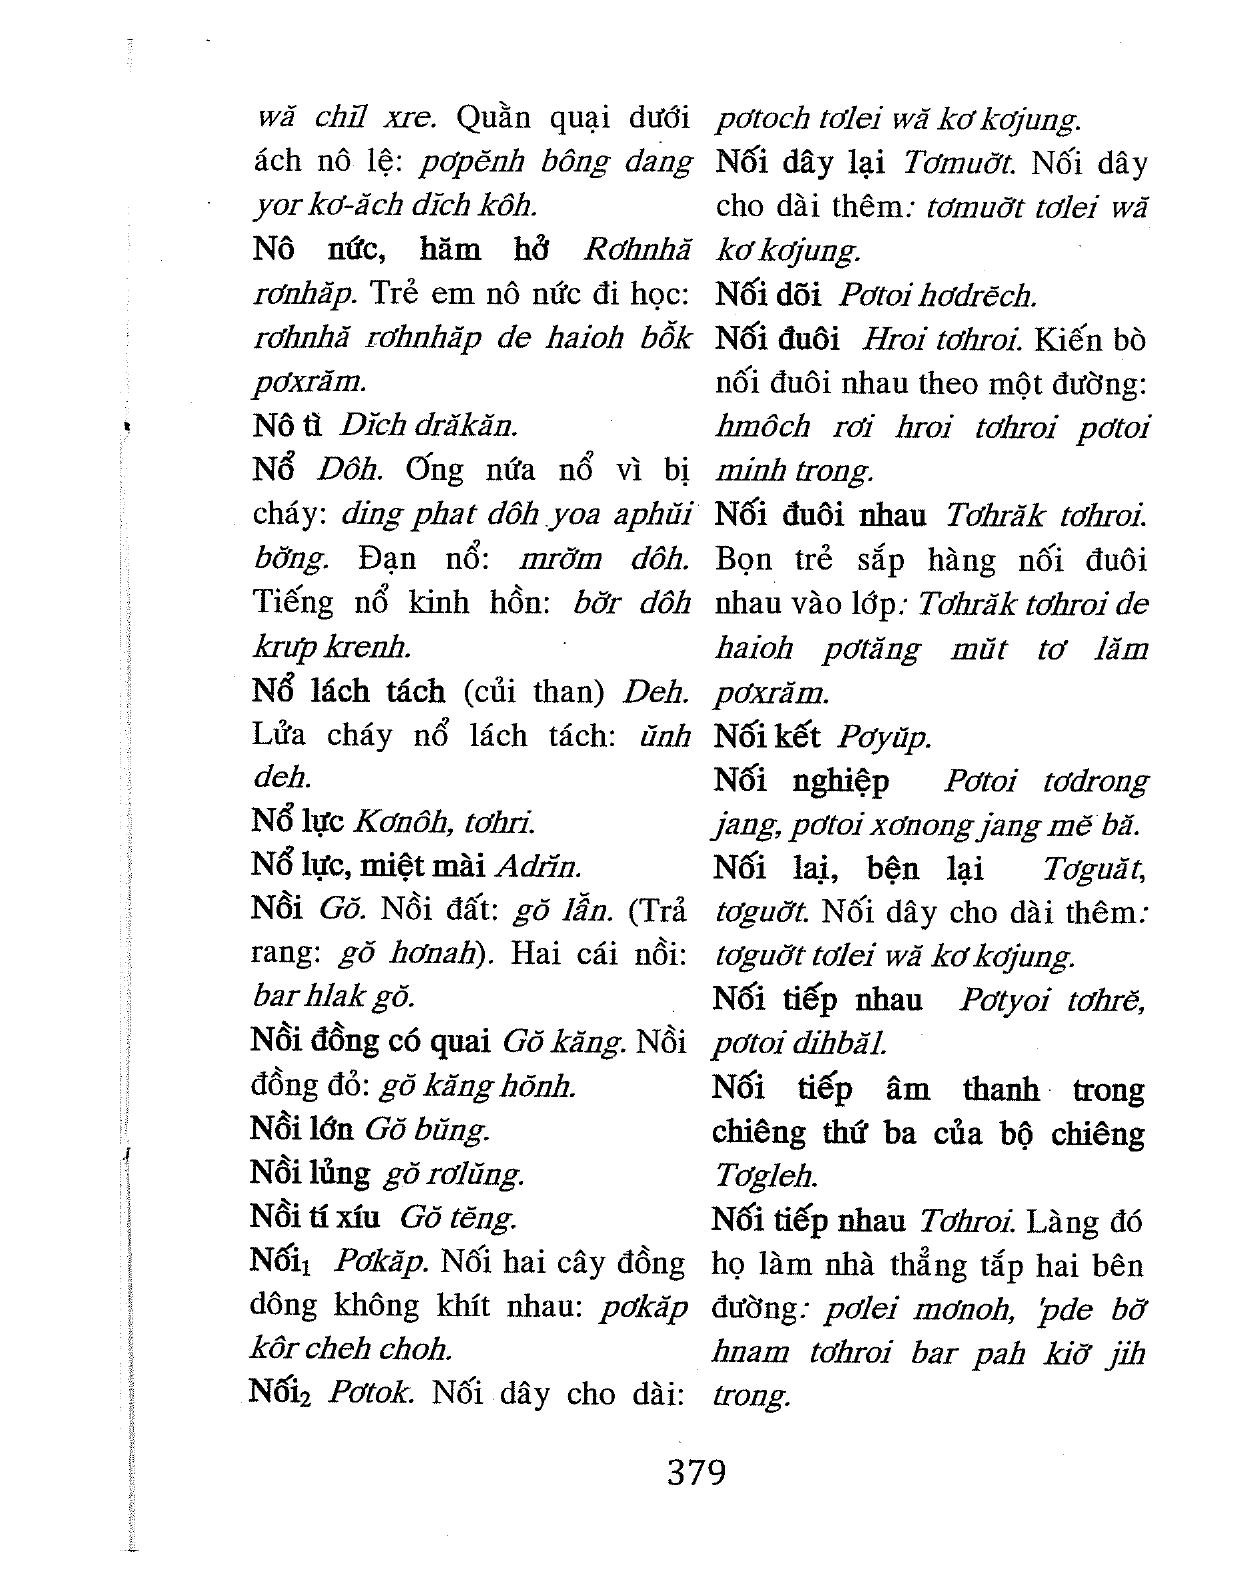 wă chĭl xre. Quằn quại dưới
ách nô lệ: pơpĕnh bông dang
yor kơ-ăch dĭch kôh.
Nô nức, hăm hở Rơhnhă
rơnhăp. Trẻ em nô nức đi học:
rơhnhă rơhnhăp de haioh bỗk
pơxrăm.
Nô tì Dĭch drăkăn.
Nổ Dôh. Ống nứa nổ vì bị
cháy: ding phat dôh yoa aphŭi
bơ̆ng. Đạn nổ: mrơ̆m dôh.
Tiếng nổ kinh hồn: bơ̆r dôh
krưp krenh.
Nổ lách tách (củi than) Deh.
Lửa cháy nổ lách tách: ŭnh
deh.
Nổ lực Kơnôh, tơhri.
Nổ lực, miệt mài Adrĭn.
Nồi Gŏ. Nồi đất: gŏ lẵn. (Trả
rang: gŏ hơnah). Hai cái nồi:
bar hlak gŏ.
Nồi đồng có quai Gŏ kăng. Nồi
đồng đỏ: gŏ kăng hŏnh.
Nồi lớn Gŏ bŭng.
Nồi lủng gŏ rơlŭng.
Nồi tí xíu Gŏ tĕng.
Nối₁ Pơkăp. Nối hai cây đồng
dông không khít nhau: pơkăp
kôr cheh choh.
Nối₂ Pơtok. Nối dây cho dài:
pơtoch tơlei wă kơ kơjung.
Nối dây lại Tơmuơ̆t. Nối dây
cho dài thêm: tơmuơ̆t tơlei wă
kơ kơjung.
Nối dõi Pơtoi hơdrĕch.
Nối đuôi Hroi tơhroi. Kiến bò
nối đuôi nhau theo một đường:
hmôch rơi hroi tơhroi pơtoi
minh trong.
Nối đuôi nhau Tơhrăk tơhroi.
Bọn trẻ sắp hàng nối đuôi
nhau vào lớp: Tơhrăk tơhroi de
haioh pơtăng mŭt tơ lăm
pơxrăm.
Nối kết Pơyŭp.
Nối nghiệp Pơtoi tơdrong
jang, pơtoi xơnong jang mĕ bă.
Nối lại, bện lại Tơguăt,
tơguơ̆t. Nối dây cho dài thêm:
tơguơ̆t tơlei wă kơ kơjung.
Nối tiếp nhau Pơtyoi tơhrĕ,
pơtoi dihbăl.
Nối tiếp âm thanh trong
chiêng thứ ba của bộ chiêng
Tơgleh.
Nối tiếp nhau Tơhroi. Làng đó
họ làm nhà thẳng tắp hai bên
đường: pơlei mơnoh, 'pde bơ̆
hnam tơhroi bar pah kiơ̆ jih
trong.
379